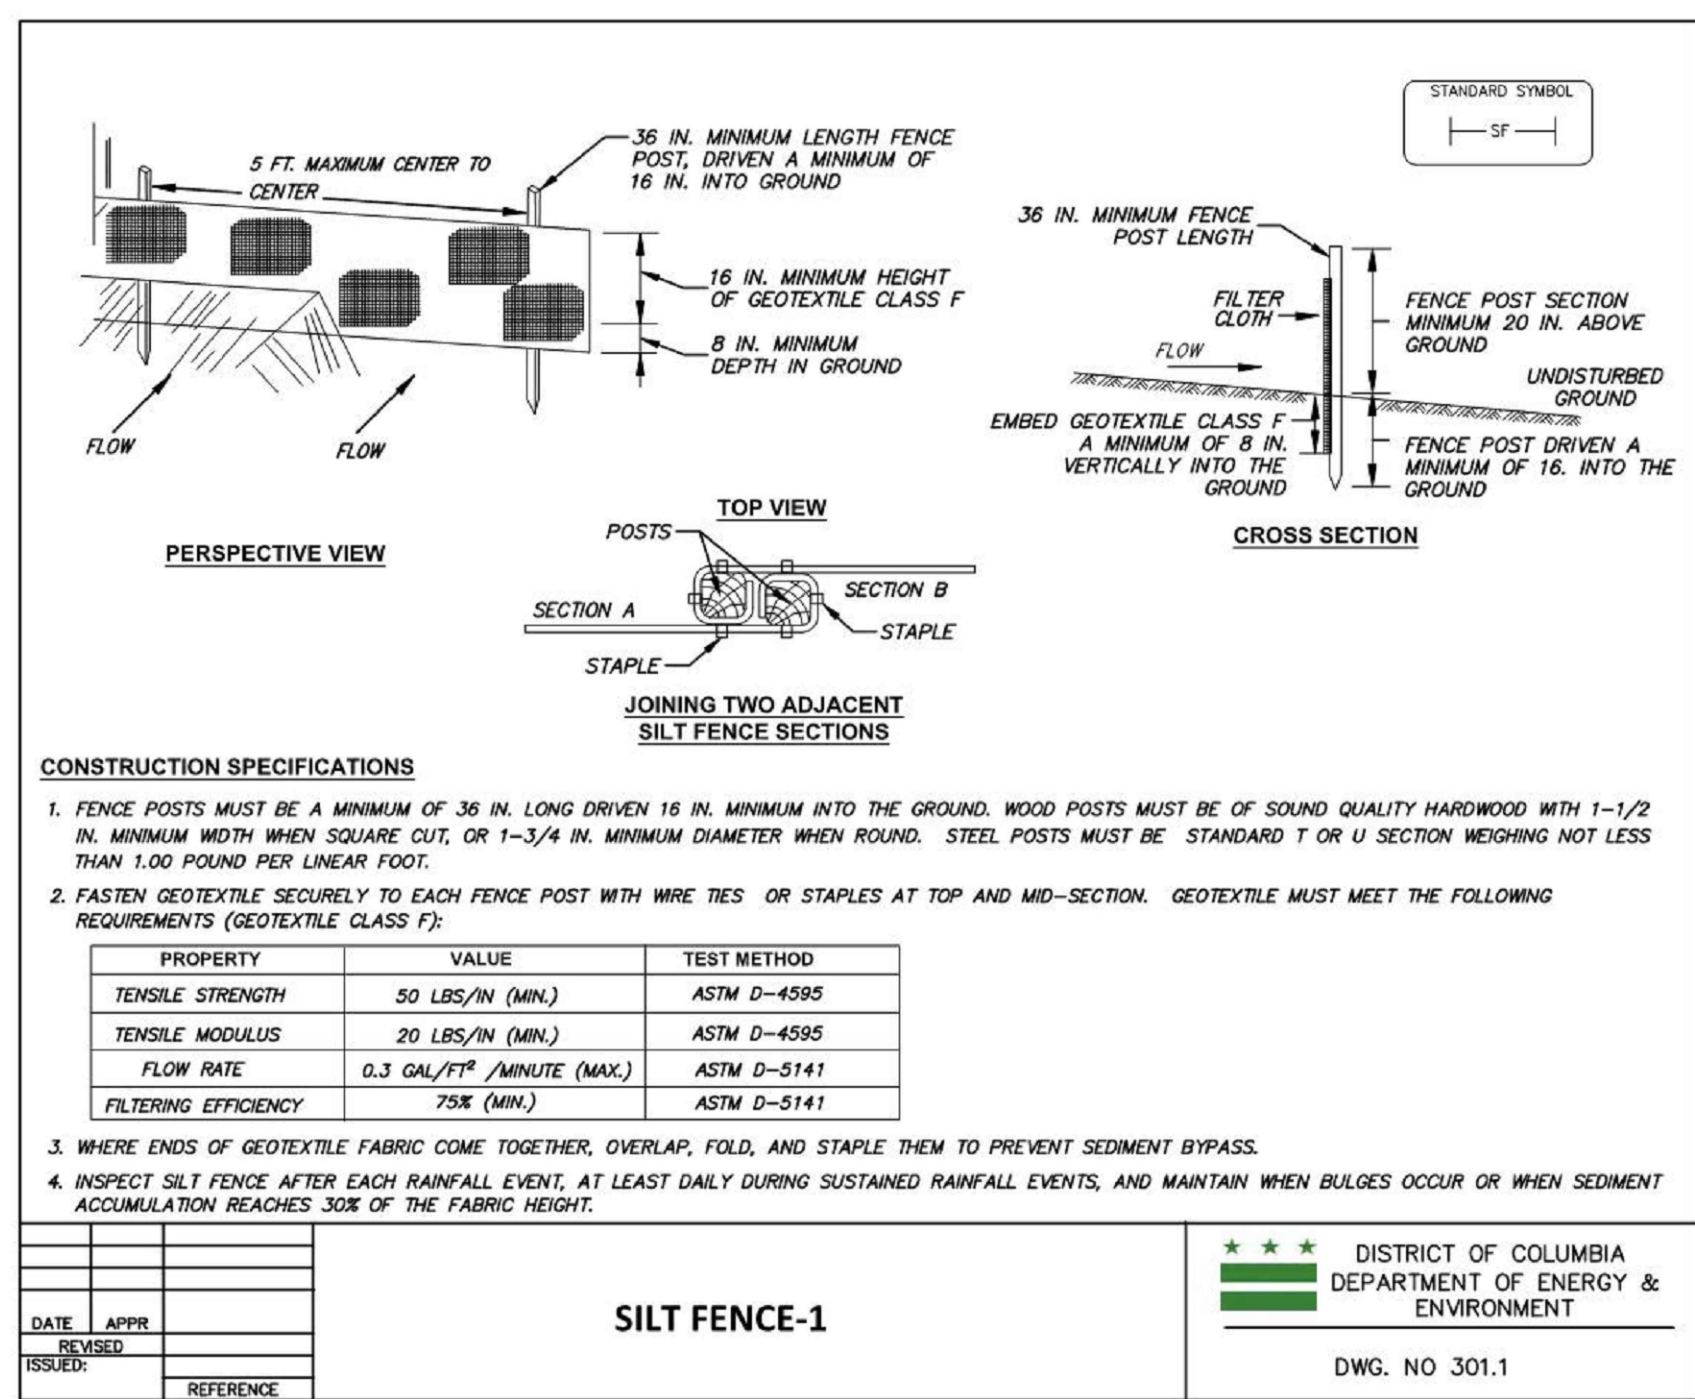 STANDARD SYMBOL
SF
5 FT. MAXIMUM CENTER TO
CENTER
36 IN. MINIMUM LENGTH FENCE
POST, DRIVEN A MINIMUM OF
16 IN. INTO GROUND
16 IN. MINIMUM HEIGHT
OF GEOTEXTILE CLASS F
8 IN. MINIMUM
DEPTH IN GROUND
FLOW
FLOW
PERSPECTIVE VIEW
36 IN. MINIMUM FENCE
POST LENGTH
FILTER
CLOTH
FLOW
FENCE POST SECTION
MINIMUM 20 IN. ABOVE
GROUND
UNDISTURBED
GROUND
EMBED GEOTEXTILE CLASS F
A MINIMUM OF 8 IN.
VERTICALLY INTO THE
GROUND
FENCE POST DRIVEN A
MINIMUM OF 16. INTO THE
GROUND
CROSS SECTION
TOP VIEW
POSTS
SECTION A
SECTION B
STAPLE
STAPLE
JOINING TWO ADJACENT
SILT FENCE SECTIONS
CONSTRUCTION SPECIFICATIONS
1. FENCE POSTS MUST BE A MINIMUM OF 36 IN. LONG DRIVEN 16 IN. MINIMUM INTO THE GROUND. WOOD POSTS MUST BE OF SOUND QUALITY HARDWOOD WITH 1-1/2
IN. MINIMUM WIDTH WHEN SQUARE CUT, OR 1-3/4 IN. MINIMUM DIAMETER WHEN ROUND. STEEL POSTS MUST BE STANDARD T OR U SECTION WEIGHING NOT LESS
THAN 1.00 POUND PER LINEAR FOOT.
2. FASTEN GEOTEXTILE SECURELY TO EACH FENCE POST WITH WIRE TIES OR STAPLES AT TOP AND MID-SECTION. GEOTEXTILE MUST MEET THE FOLLOWING
REQUIREMENTS (GEOTEXTILE CLASS F):
PROPERTY VALUE TEST METHOD
TENSILE STRENGTH 50 LBS/IN (MIN.) ASTM D-4595
TENSILE MODULUS 20 LBS/IN (MIN.) ASTM D-4595
FLOW RATE 0.3 GAL/FT² /MINUTE (MAX.) ASTM D-5141
FILTERING EFFICIENCY 75% (MIN.) ASTM D-5141
3. WHERE ENDS OF GEOTEXTILE FABRIC COME TOGETHER, OVERLAP, FOLD, AND STAPLE THEM TO PREVENT SEDIMENT BYPASS.
4. INSPECT SILT FENCE AFTER EACH RAINFALL EVENT, AT LEAST DAILY DURING SUSTAINED RAINFALL EVENTS, AND MAINTAIN WHEN BULGES OCCUR OR WHEN SEDIMENT
ACCUMULATION REACHES 30% OF THE FABRIC HEIGHT.
DATE APPR
REVISED
ISSUED:
REFERENCE
SILT FENCE-1
DISTRICT OF COLUMBIA
DEPARTMENT OF ENERGY &
ENVIRONMENT
DWG. NO 301.1